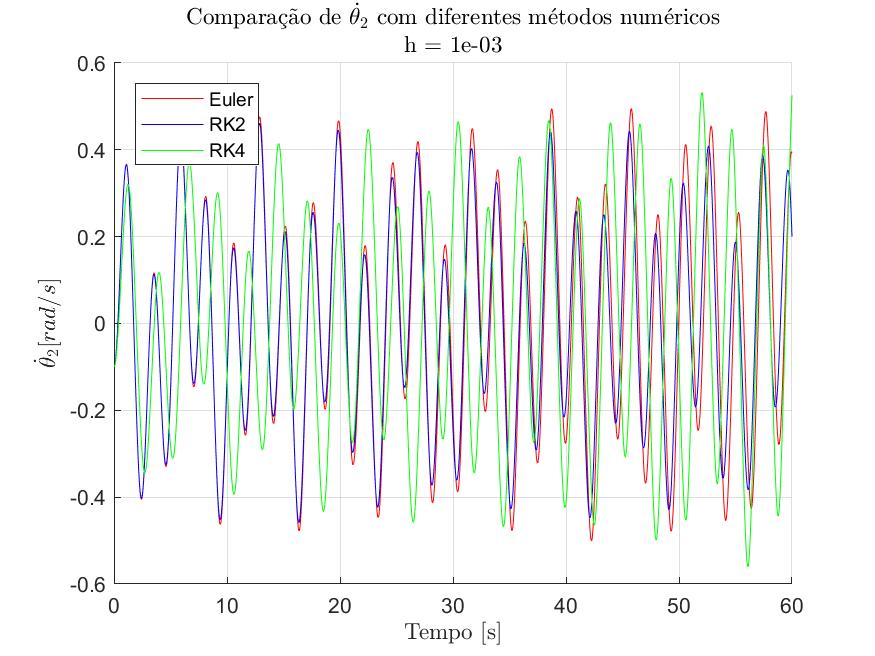 Comparação de θ̇₂ com diferentes métodos numéricos
h = 1e-03
0.6
Euler
RK2
RK4
0.4
0.2
0
-0.2
-0.4
-0.6
θ̇₂[rad/s]
0 10 20 30 40 50 60
Tempo [s]